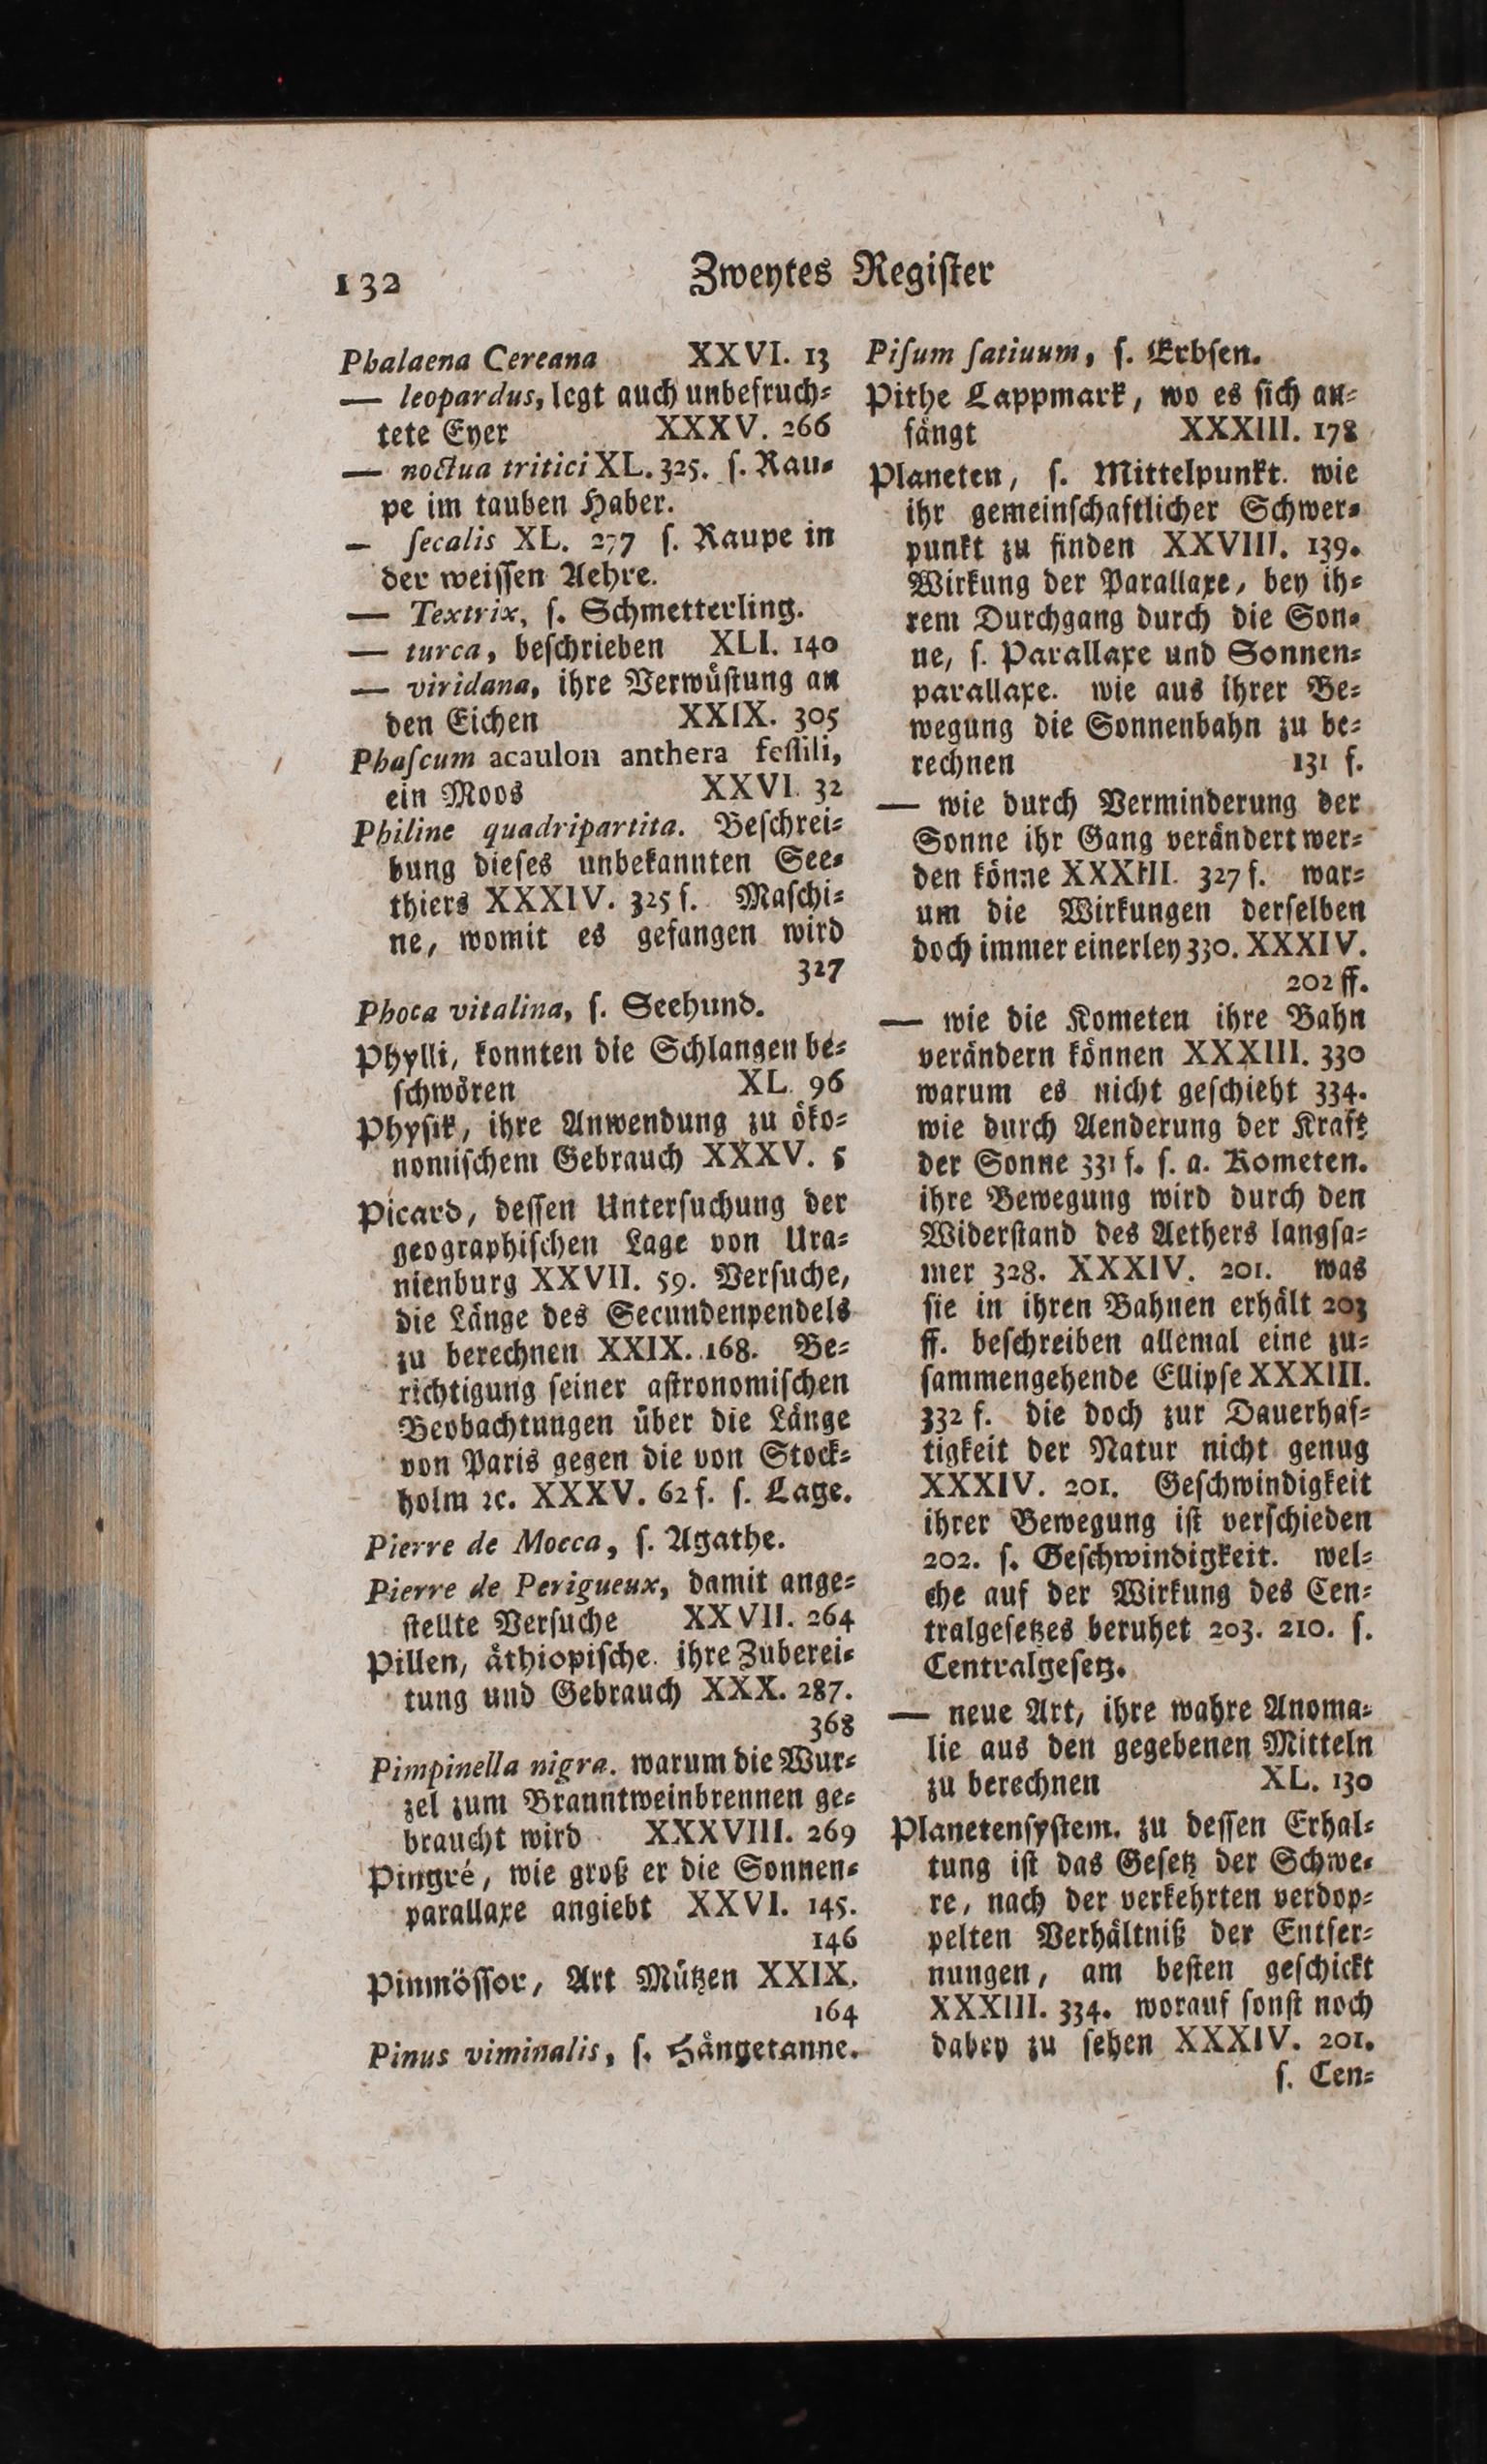 132
Zweytes Regiſter
Phalaena Cereana XXVI. 13
— leopardus, legt auch unbefruch⸗
tete Eyer XXXV. 266
— noctua tritici XL. 325. ſ. Rau⸗
pe im tauben Haber.
— ſecalis XL. 277 ſ. Raupe in
der weiſſen Aehre.
— Textrix, ſ. Schmetterling.
— turca, beſchrieben XLI. 140
— viridana, ihre Verwüſtung an
den Eichen XXIX. 305
Phaſcum acaulon anthera feſſili,
ein Moos XXVI. 32
Philine quadripartita. Beſchrei⸗
bung dieſes unbekannten See⸗
thiers XXXIV. 325 f. Maſchi⸗
ne, womit es gefangen wird
327
Phoca vitalina, ſ. Seehund.
Phylli, konnten die Schlangen be⸗
ſchwören XL. 96
Phyſik, ihre Anwendung zu öko⸗
nomiſchem Gebrauch XXXV. 5
Picard, deſſen Unterſuchung der
geographiſchen Lage von Ura⸗
nienburg XXVII. 59. Verſuche,
die Länge des Secundenpendels
zu berechnen XXIX. 168. Be⸗
richtigung ſeiner aſtronomiſchen
Beobachtungen über die Länge
von Paris gegen die von Stock⸗
holm ꝛc. XXXV. 62 f. ſ. Lage.
Pierre de Mocca, ſ. Agathe.
Pierre de Perigueux, damit ange⸗
ſtellte Verſuche XXVII. 264
Pillen, äthiopiſche. ihre Zuberei⸗
tung und Gebrauch XXX. 287.
368
Pimpinella nigra. warum die Wur⸗
zel zum Branntweinbrennen ge⸗
braucht wird XXXVIII. 269
Pingré, wie groß er die Sonnen⸗
parallaxe angiebt XXVI. 145.
146
Pinmöſſor, Art Mützen XXIX.
164
Pinus viminalis, ſ. Hängetanne.
Piſum ſatiuum, ſ. Erbſen.
Pithe Lappmark, wo es ſich an⸗
fängt XXXIII. 178
Planeten, ſ. Mittelpunkt. wie
ihr gemeinſchaftlicher Schwer⸗
punkt zu finden XXVIII. 139.
Wirkung der Parallaxe, bey ih⸗
rem Durchgang durch die Son⸗
ne, ſ. Parallaxe und Sonnen⸗
parallaxe. wie aus ihrer Be⸗
wegung die Sonnenbahn zu be⸗
rechnen 131 f.
— wie durch Verminderung der
Sonne ihr Gang verändert wer⸗
den könne XXXIII. 327 f. war⸗
um die Wirkungen derſelben
doch immer einerley 330. XXXIV.
202 ff.
— wie die Kometen ihre Bahn
verändern können XXXIII. 330
warum es nicht geſchieht 334.
wie durch Aenderung der Kraft
der Sonne 331 f. ſ. a. Kometen.
ihre Bewegung wird durch den
Widerſtand des Aethers langſa⸗
mer 328. XXXIV. 201. was
ſie in ihren Bahnen erhält 203
ff. beſchreiben allemal eine zu⸗
ſammengehende Ellipſe XXXIII.
332 f. die doch zur Dauerhaf⸗
tigkeit der Natur nicht genug
XXXIV. 201. Geſchwindigkeit
ihrer Bewegung iſt verſchieden
202. ſ. Geſchwindigkeit. wel⸗
che auf der Wirkung des Cen⸗
tralgeſetzes beruhet 203. 210. ſ.
Centralgeſetz.
— neue Art, ihre wahre Anoma⸗
lie aus den gegebenen Mitteln
zu berechnen XL. 130
Planetenſyſtem. zu deſſen Erhal⸗
tung iſt das Geſetz der Schwe⸗
re, nach der verkehrten verdop⸗
pelten Verhältniß der Entfer⸗
nungen, am beſten geſchickt
XXXIII. 334. worauf ſonſt noch
dabey zu ſehen XXXIV. 201.
ſ. Cen⸗